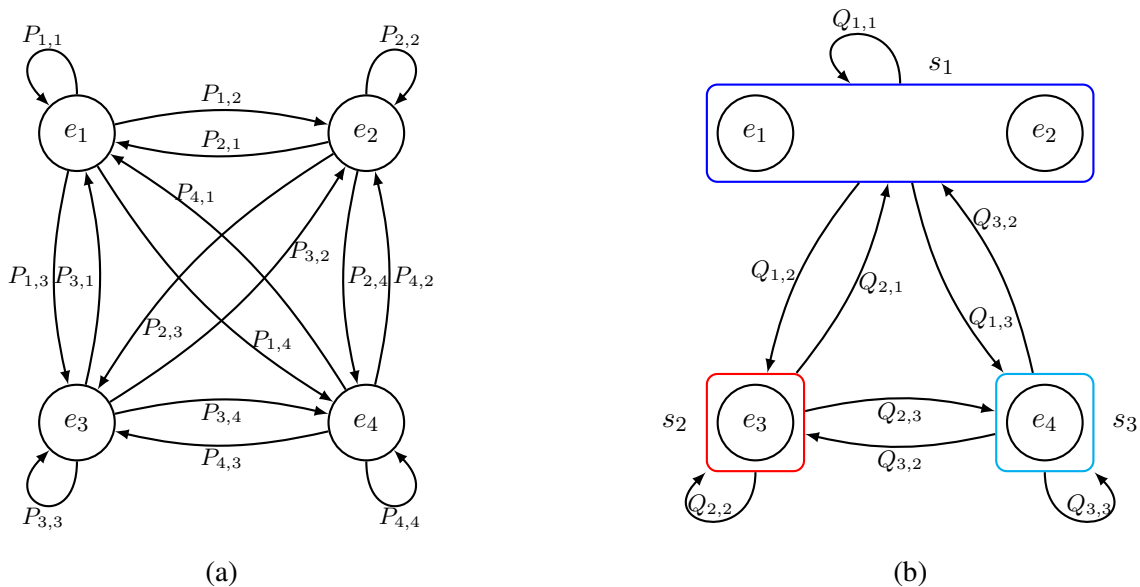 P1,1
P2,2
e1
P1,2
P2,1
e2
P4,1
P3,2
P1,3
P3,1
P2,4
P4,2
P2,3
P1,4
e3
P3,4
P4,3
e4
P3,3
P4,4
(a)
Q1,1
s1
e1
e2
Q3,2
Q1,2
Q2,1
Q1,3
s2
e3
Q2,3
Q3,2
e4
s3
Q2,2
Q3,3
(b)